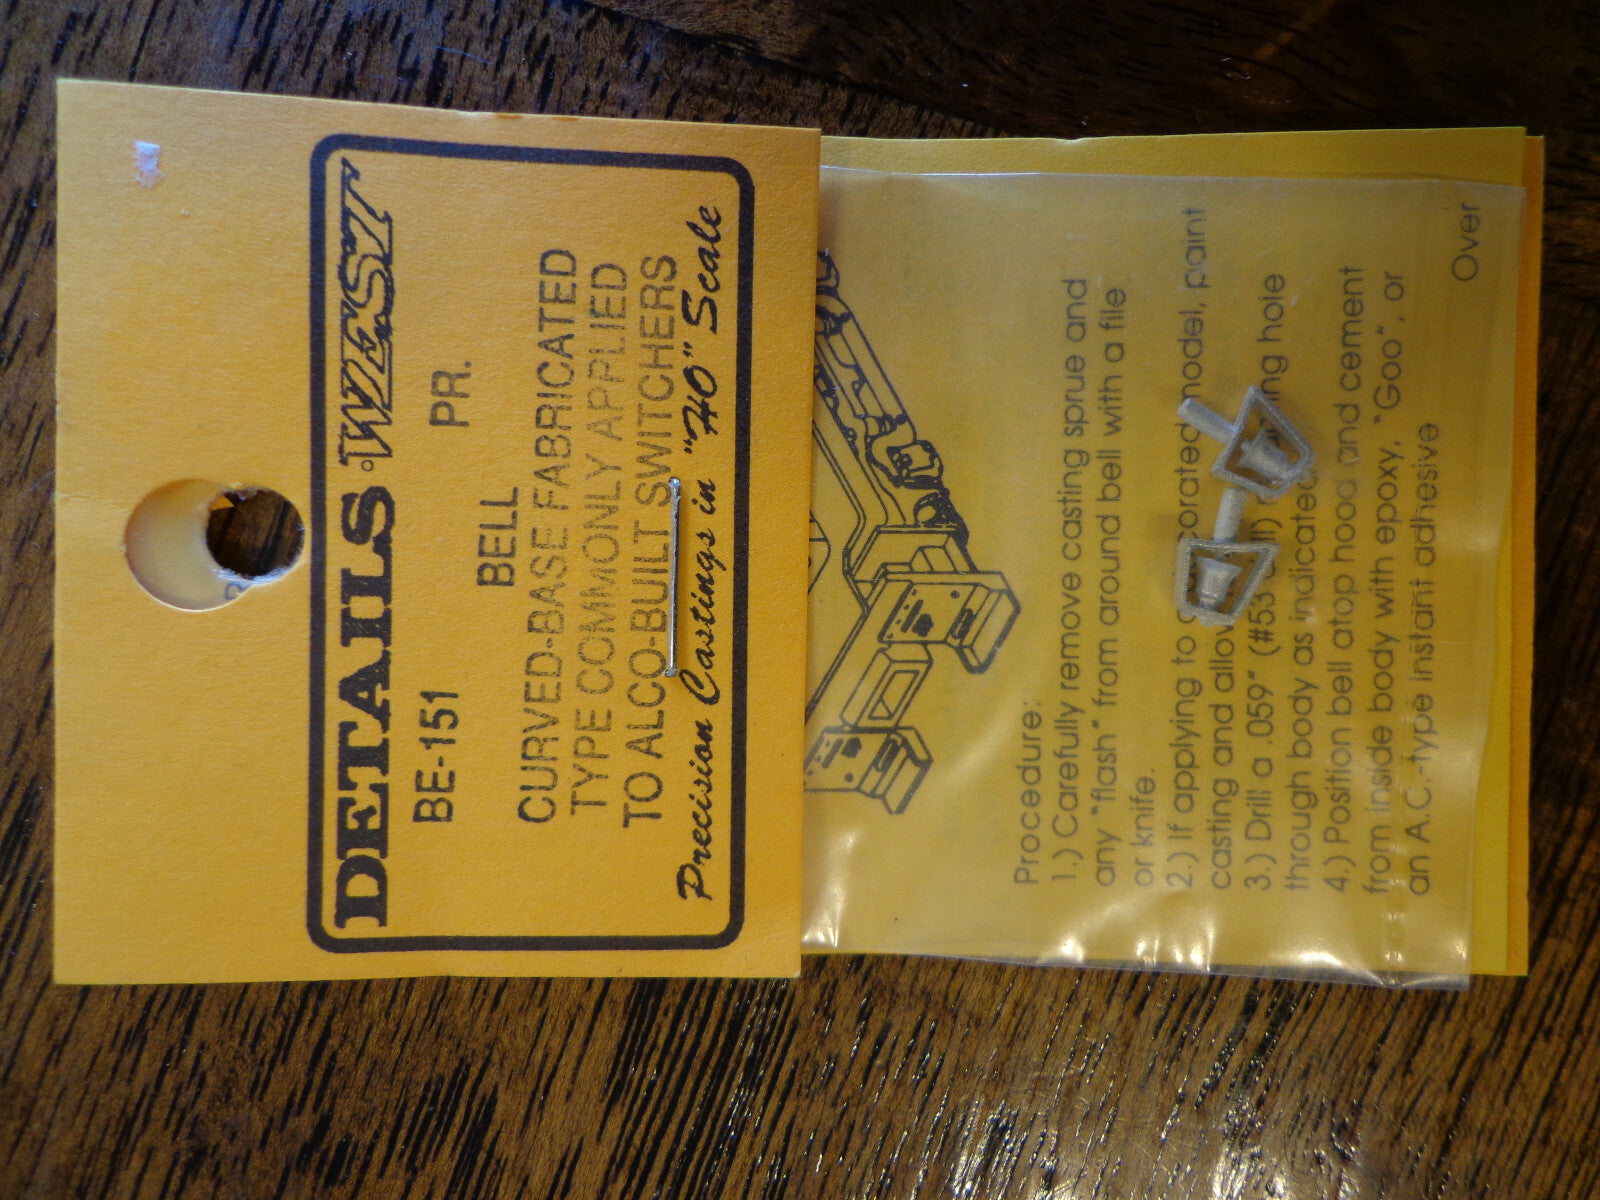 DETAILS WEST
BE-151 PR.
BELL
CURVED-BASE FABRICATED
TYPE COMMONLY APPLIED
TO ALCO-BUILT SWITCHERS
Precision Castings in "HO" Scale
Procedure:
1.) Carefully remove casting sprue and
any "flash" from around bell with a file
or knife.
2.) If applying to model, paint
casting and allow
3.) Drill a .059" (#53 hole
through body as indicated
4.) Position bell atop hood and cement
from inside body with epoxy, "Goo", or
an A.C.-type instant adhesive
Over